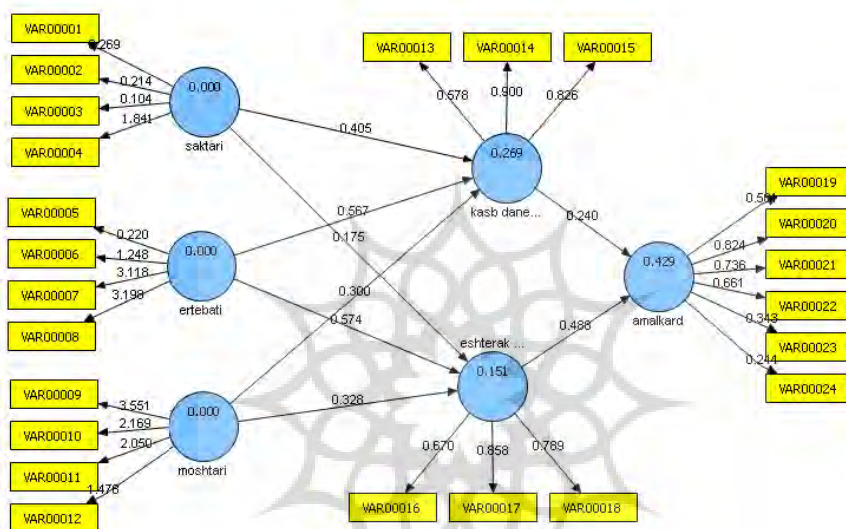 VAR00001
0.269
VAR00002
0.214
VAR00003
0.104
VAR00004
1.841
0.000
saktari
VAR00005
0.220
VAR00006
1.248
VAR00007
3.118
VAR00008
3.198
0.000
ertebati
VAR00009
3.551
VAR00010
2.169
VAR00011
2.050
VAR00012
1.476
0.000
moshtari
0.405
0.567
0.175
0.300
0.574
0.328
VAR00013
VAR00014
VAR00015
0.578
0.900
0.826
0.269
kasb dane...
0.240
eshterak ...
0.151
0.488
0.670
0.858
0.789
VAR00016
VAR00017
VAR00018
0.429
amalkard
VAR00019
VAR00020
0.824
VAR00021
0.736
VAR00022
0.661
VAR00023
0.343
VAR00024
0.244